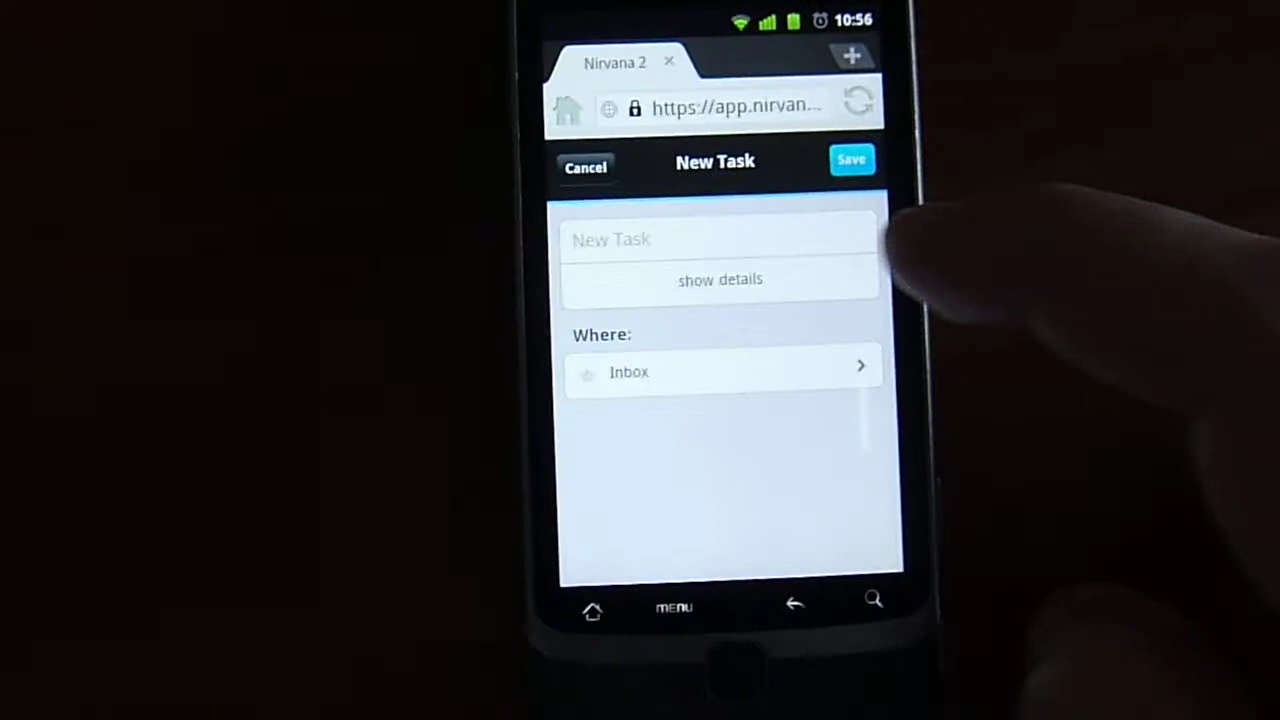 10:56
Nirvana 2
https://app.nirvan...
Cancel
New Task
Save
New Task
show details
Where:
Inbox
MENU